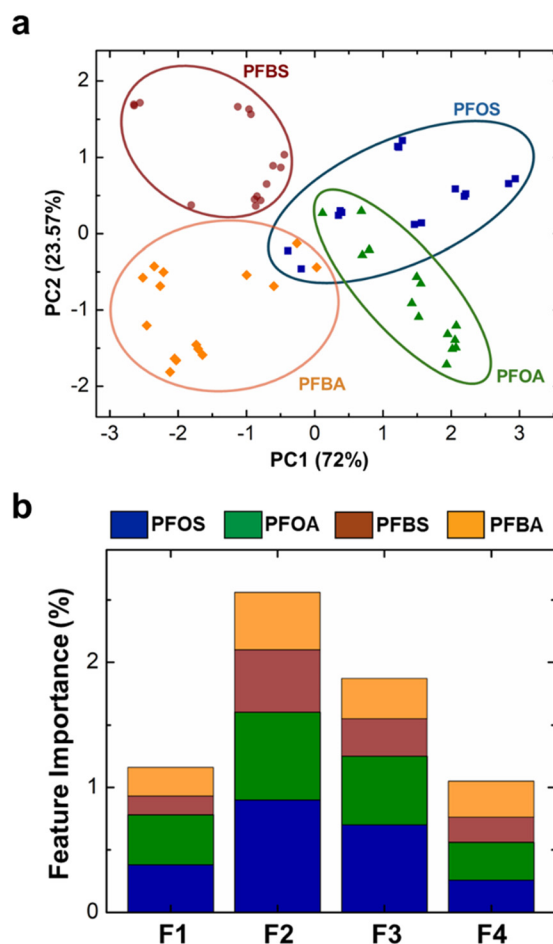 a
PFBS
PFOS
PFBA
PFOA
2
1
0
-1
-2
PC2 (23.57%)
-3 -2 -1 0 1 2 3
PC1 (72%)
b
PFOS PFOA PFBS PFBA
Feature Importance (%)
2
1
0
F1 F2 F3 F4